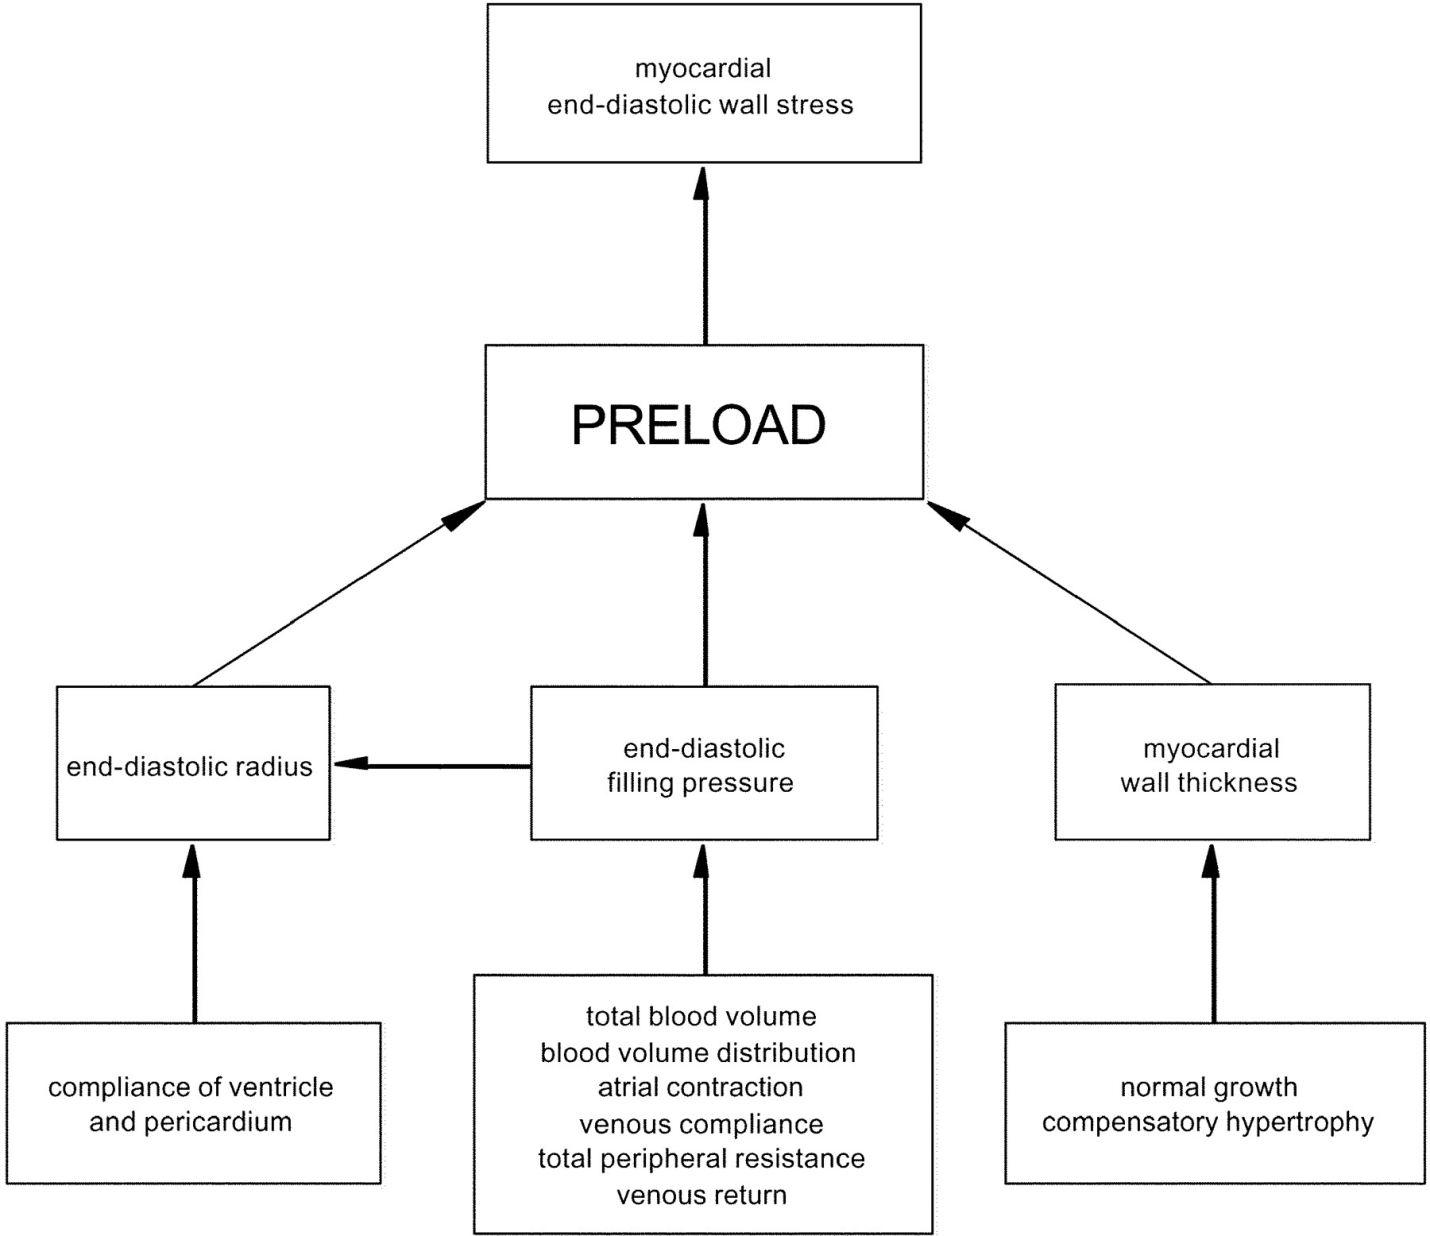 myocardial
end-diastolic wall stress
PRELOAD
end-diastolic radius
end-diastolic
filling pressure
myocardial
wall thickness
compliance of ventricle
and pericardium
total blood volume
blood volume distribution
atrial contraction
venous compliance
total peripheral resistance
venous return
normal growth
compensatory hypertrophy